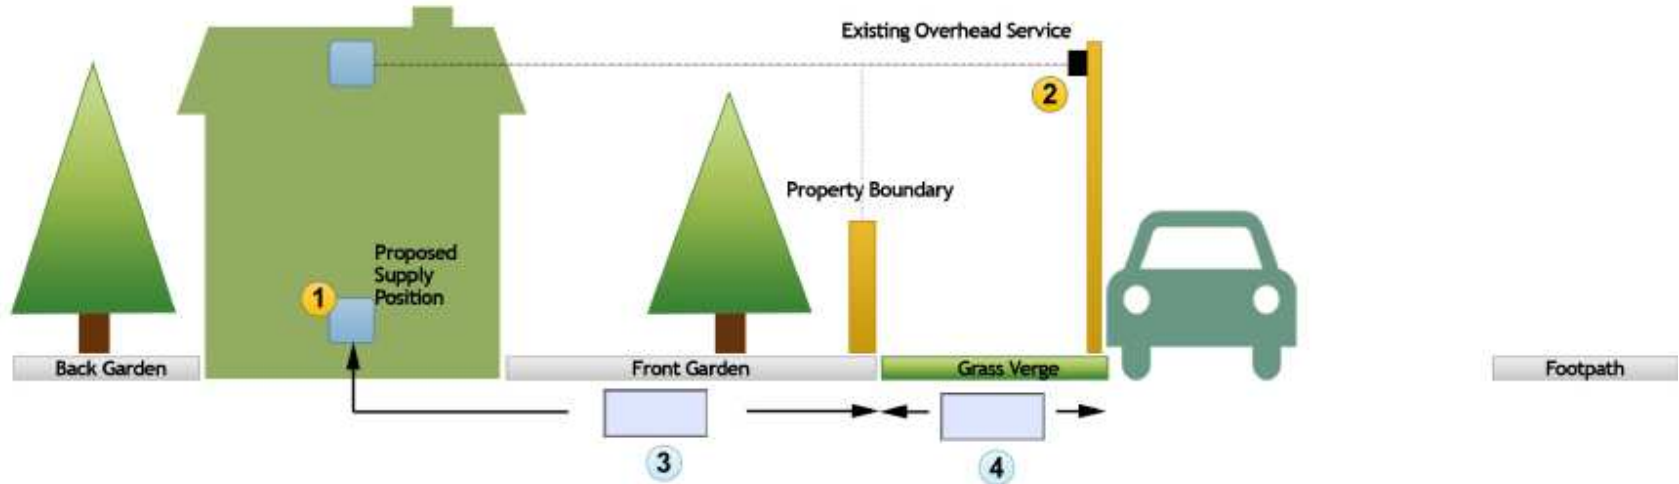 Existing Overhead Service
2
Property Boundary
Proposed
Supply
Position
1
Back Garden
Front Garden
Grass Verge
Footpath
3
4